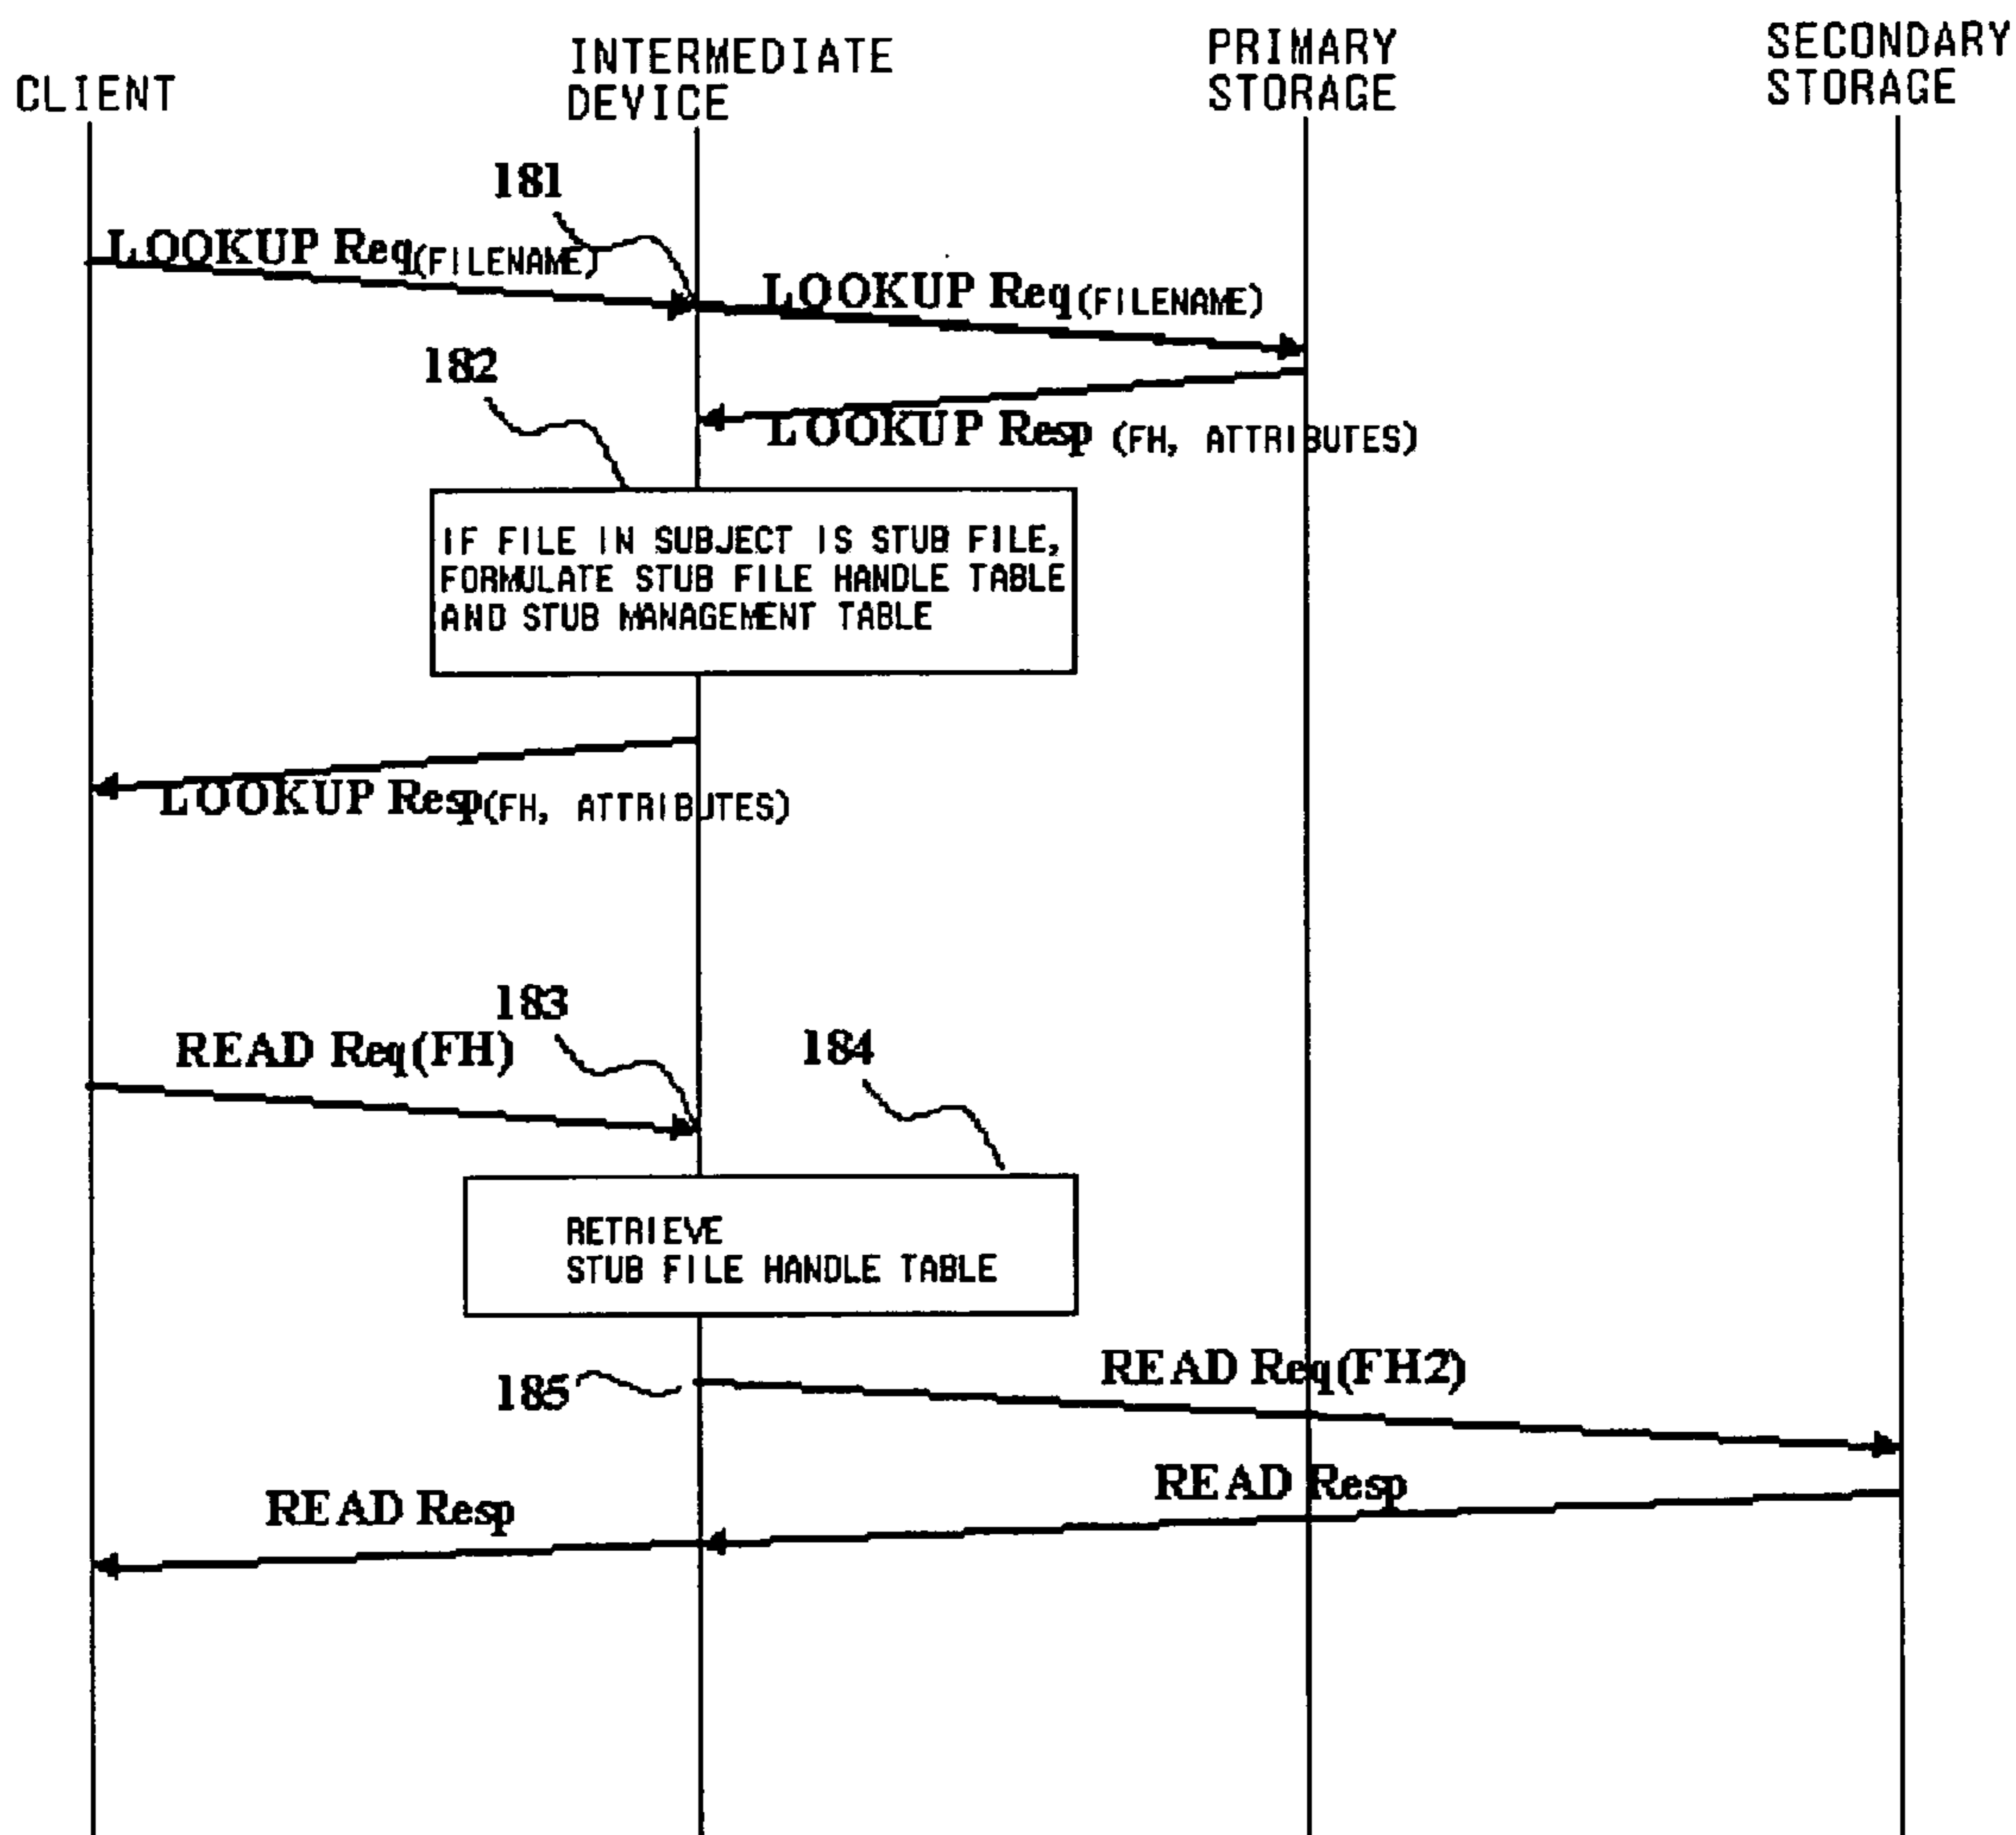 CLIENT
INTERMEDIATE
DEVICE
PRIMARY
STORAGE
SECONDARY
STORAGE
181
LOOKUP Req(FILENAME)
LOOKUP Req(FILENAME)
182
LOOKUP Resp (FH, ATTRIBUTES)
IF FILE IN SUBJECT IS STUB FILE,
FORMULATE STUB FILE HANDLE TABLE
AND STUB MANAGEMENT TABLE
LOOKUP Resp(FH, ATTRIBUTES)
183
READ Req(FH)
184
RETRIEVE
STUB FILE HANDLE TABLE
READ Req(FH2)
185
READ Resp
READ Resp